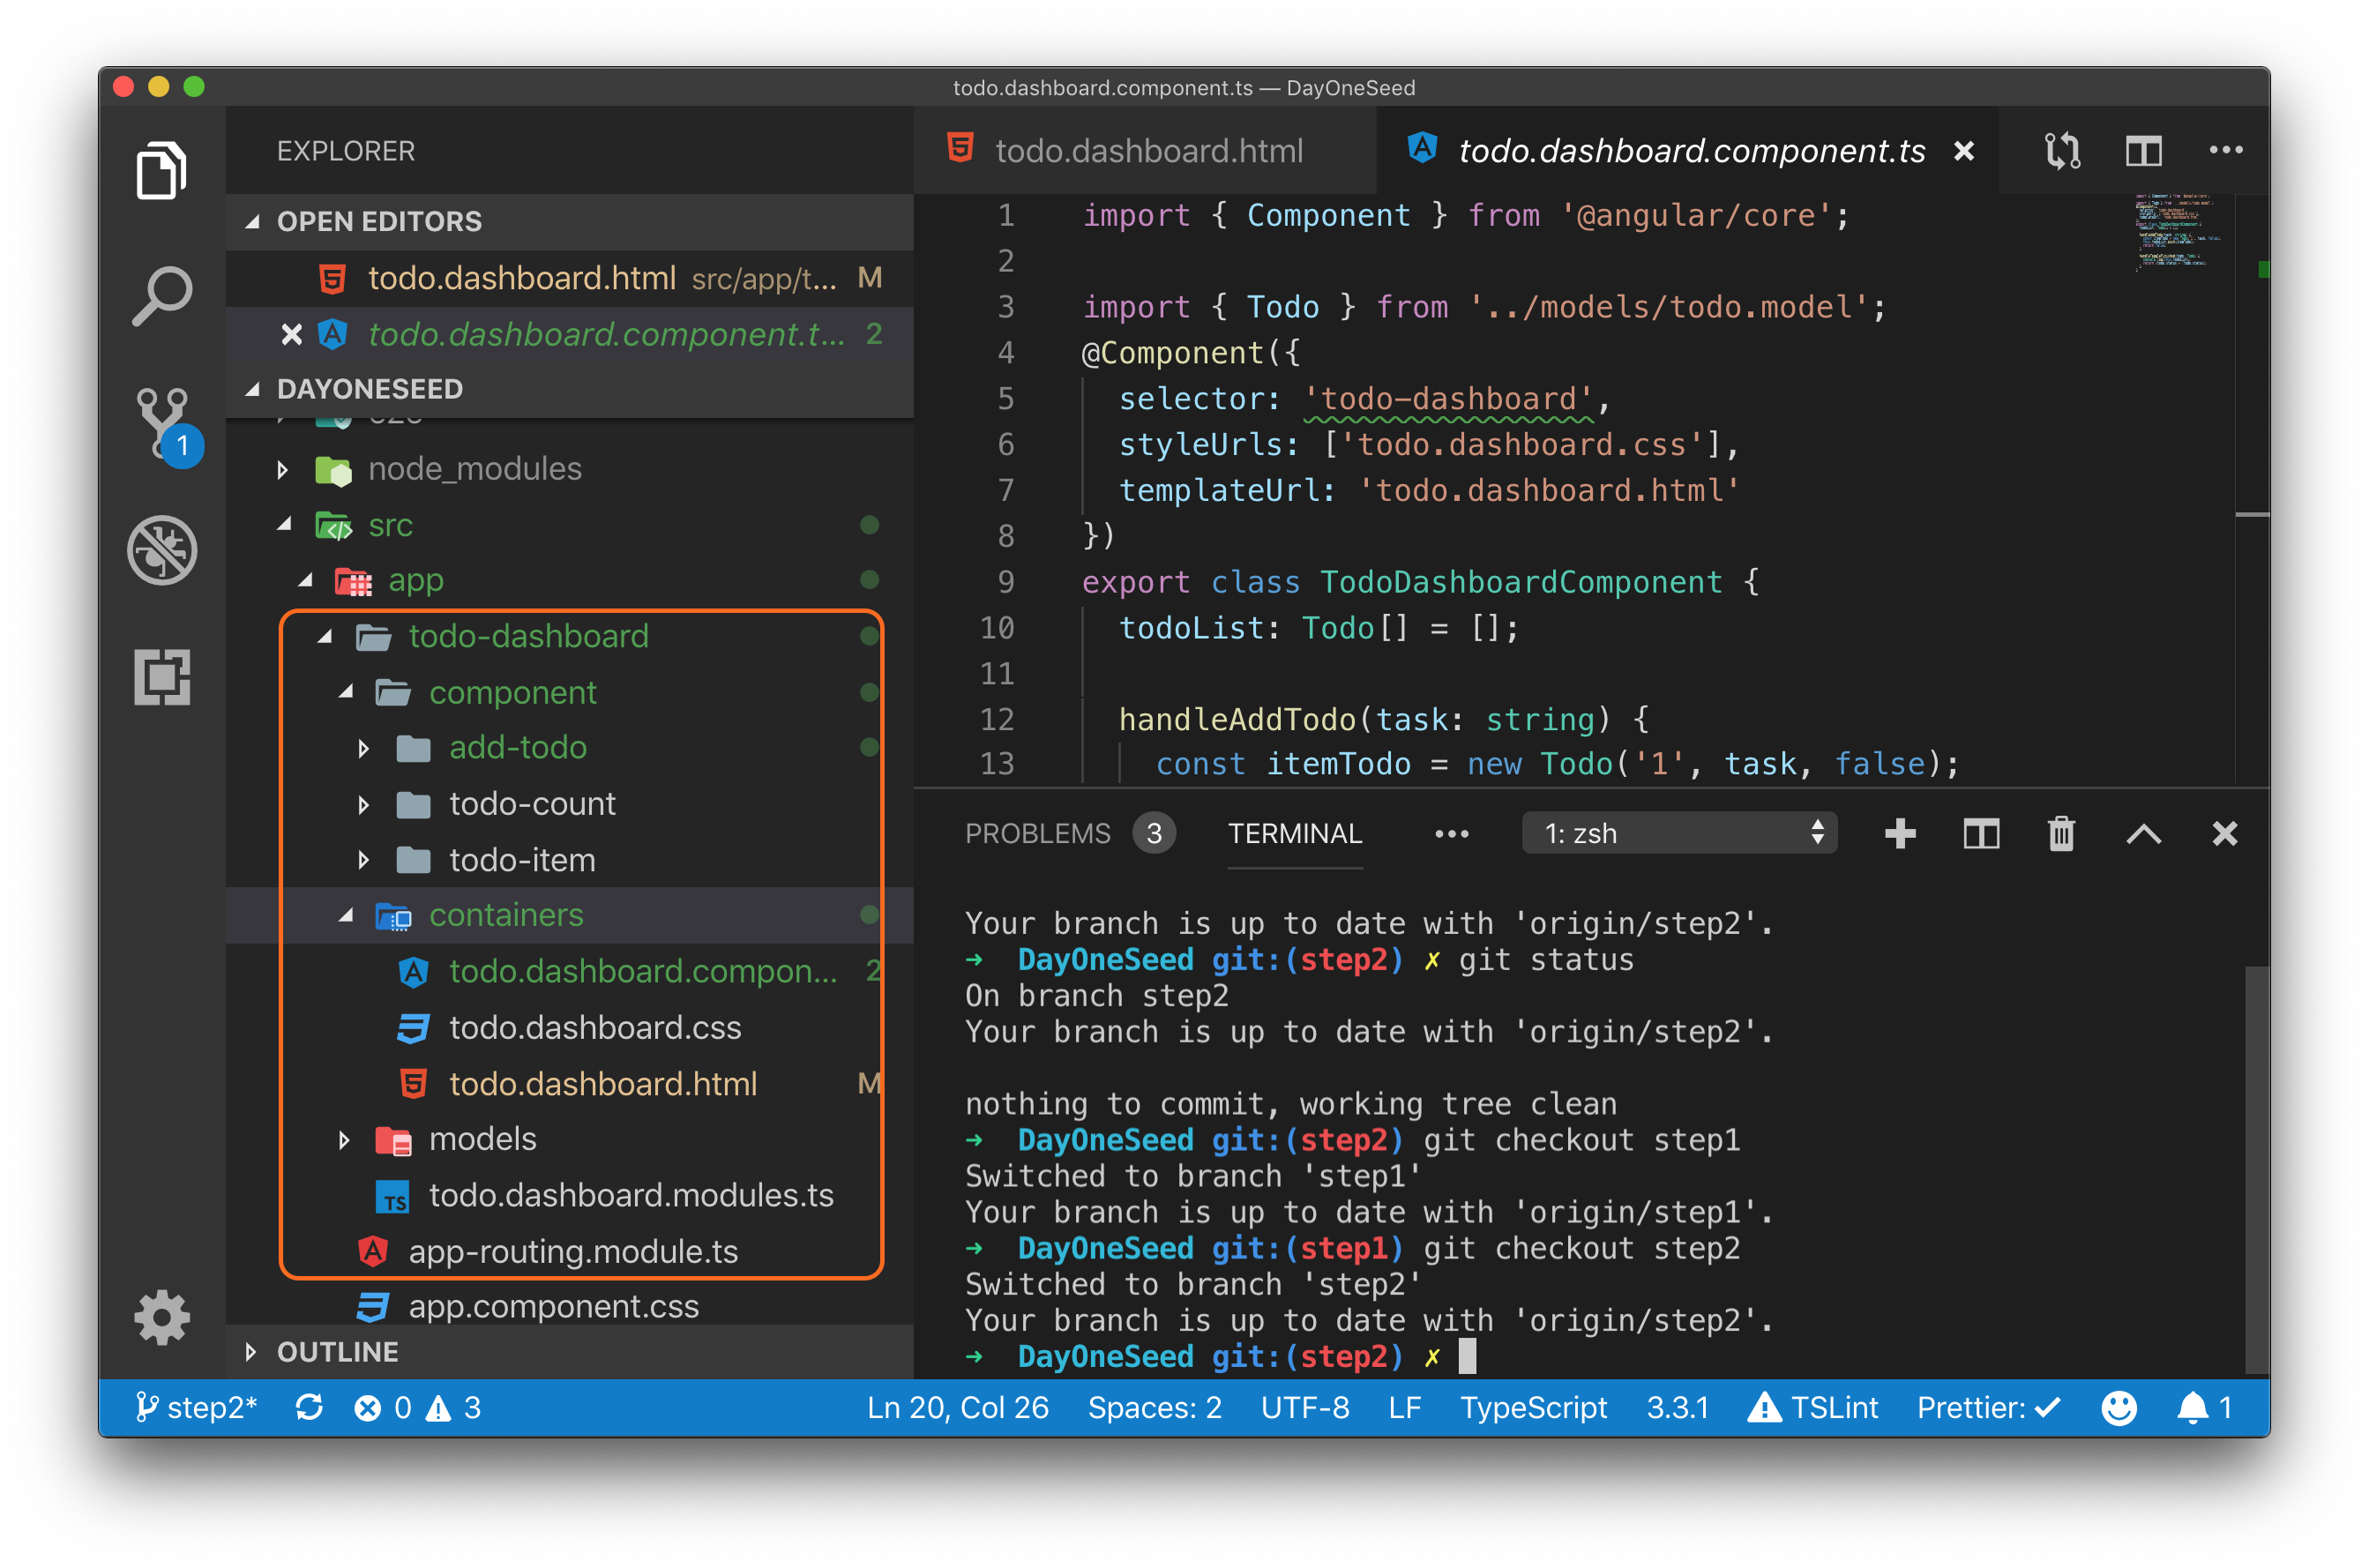 todo.dashboard.component.ts — DayOneSeed
EXPLORER
OPEN EDITORS
todo.dashboard.html src/app/t... M
todo.dashboard.component.t... 2
DAYONESEED
node_modules
src
app
todo-dashboard
component
add-todo
todo-count
todo-item
containers
todo.dashboard.compon... 2
todo.dashboard.css
todo.dashboard.html M
models
TS todo.dashboard.modules.ts
app-routing.module.ts
app.component.css
OUTLINE
1
todo.dashboard.html todo.dashboard.component.ts
1 import { Component } from '@angular/core';
2
3 import { Todo } from '../models/todo.model';
4 @Component({
5 selector: 'todo-dashboard',
6 styleUrls: ['todo.dashboard.css'],
7 templateUrl: 'todo.dashboard.html'
8 })
9 export class TodoDashboardComponent {
10 todoList: Todo[] = [];
11
12 handleAddTodo(task: string) {
13 const itemTodo = new Todo('1', task, false);
PROBLEMS 3 TERMINAL ... 1: zsh
Your branch is up to date with 'origin/step2'.
➜ DayOneSeed git:(step2) ✗ git status
On branch step2
Your branch is up to date with 'origin/step2'.
nothing to commit, working tree clean
➜ DayOneSeed git:(step2) git checkout step1
Switched to branch 'step1'
Your branch is up to date with 'origin/step1'.
➜ DayOneSeed git:(step1) git checkout step2
Switched to branch 'step2'
Your branch is up to date with 'origin/step2'.
➜ DayOneSeed git:(step2) ✗
step2* 0 3 Ln 20, Col 26 Spaces: 2 UTF-8 LF TypeScript 3.3.1 TSLint Prettier: ✓ 1